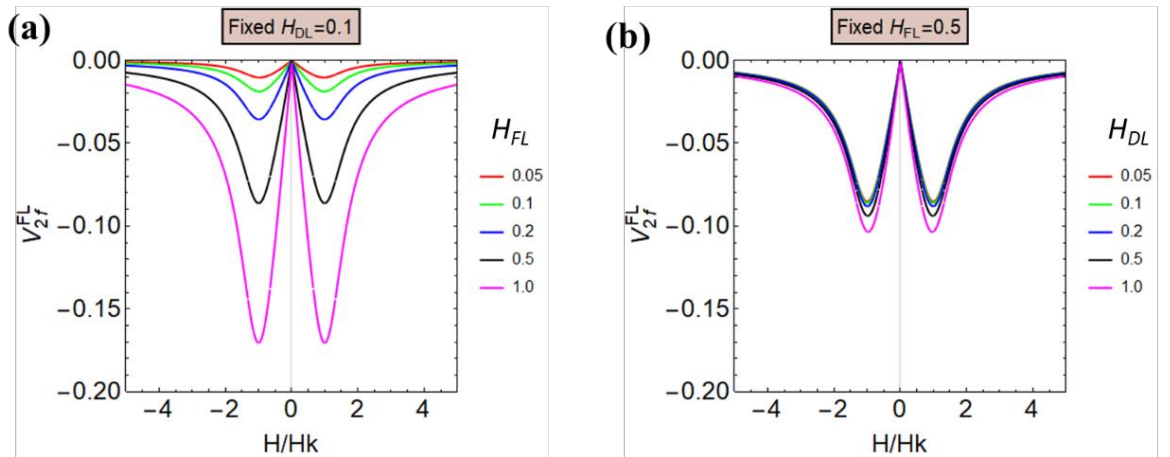 (a)
Fixed H_DL=0.1
0.00
−0.05
−0.10
−0.15
−0.20
V_2f^FL
−4 −2 0 2 4
H/Hk
H_FL
0.05
0.1
0.2
0.5
1.0
(b)
Fixed H_FL=0.5
0.00
−0.05
−0.10
−0.15
−0.20
V_2f^FL
−4 −2 0 2 4
H/Hk
H_DL
0.05
0.1
0.2
0.5
1.0